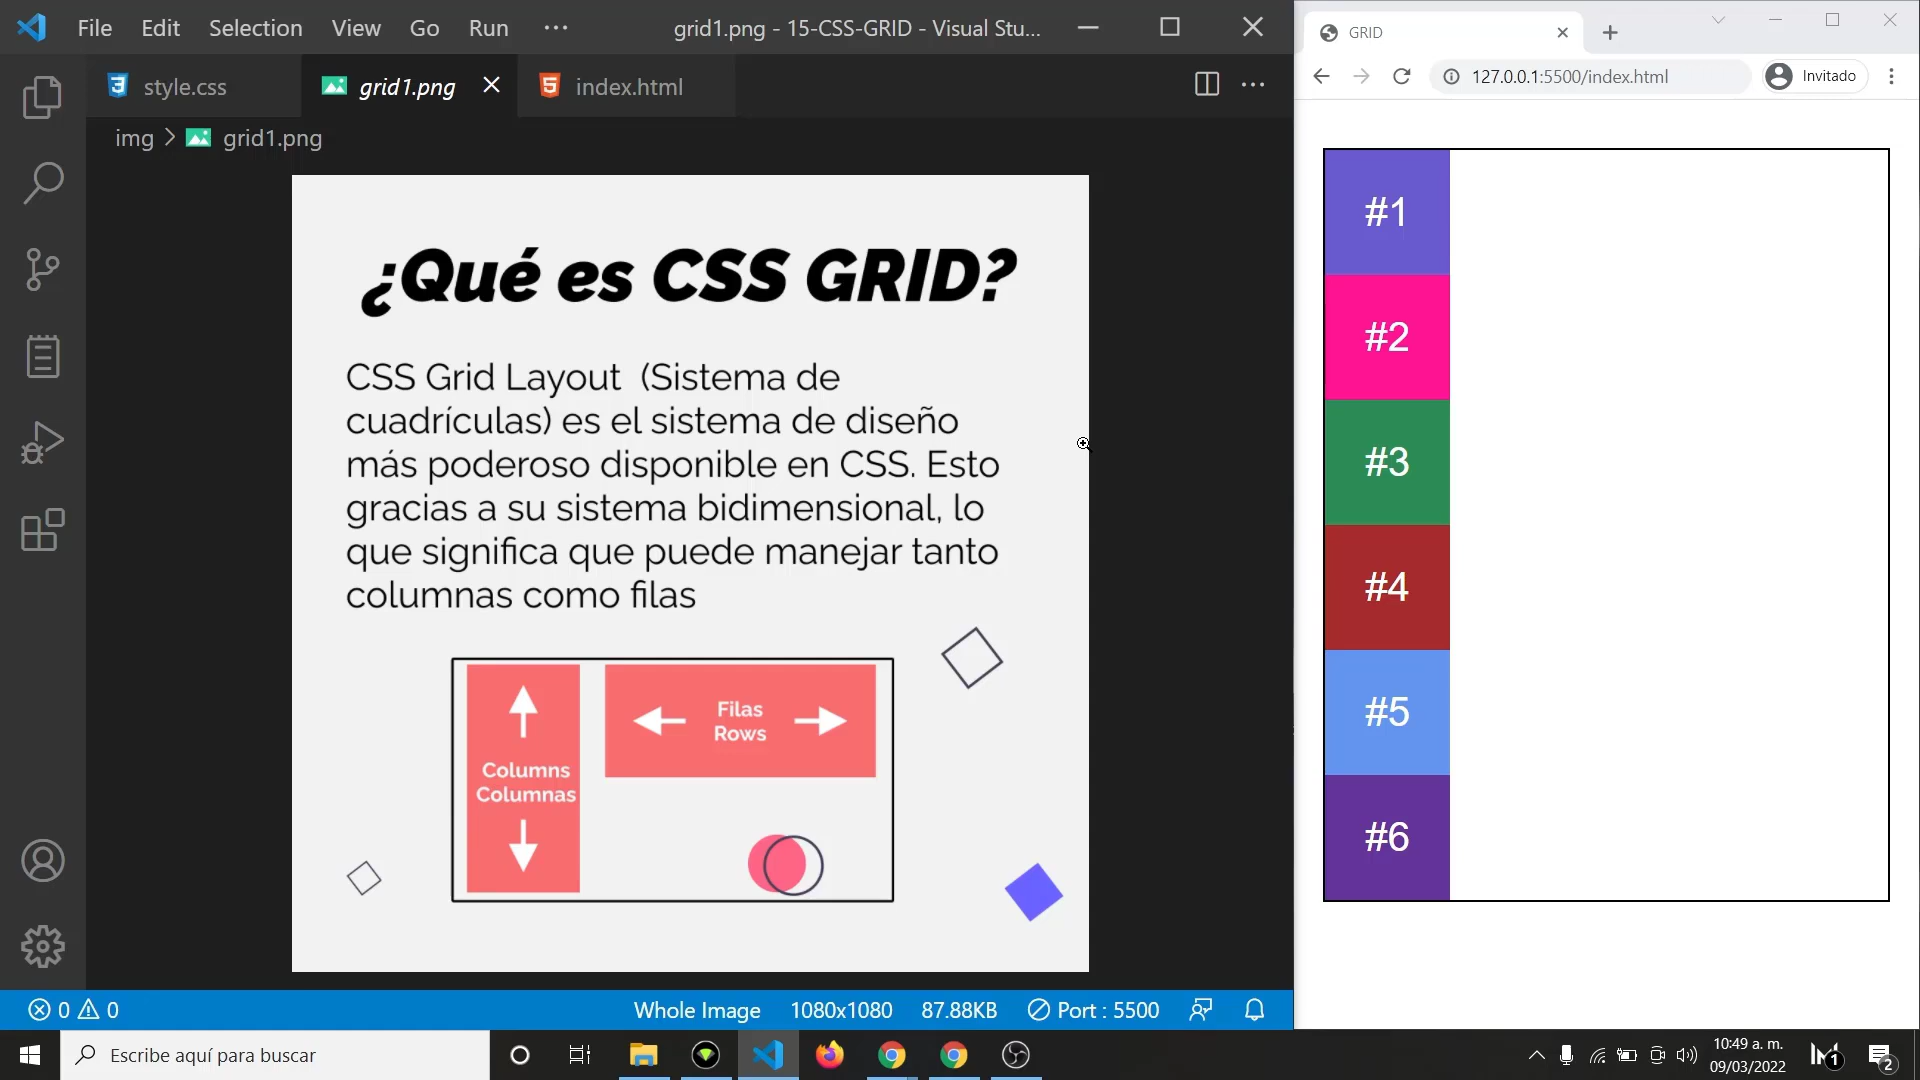 File Edit Selection View Go Run ···
grid1.png - 15-CSS-GRID - Visual Stu...
style.css
grid1.png
index.html
img > grid1.png
¿Qué es CSS GRID?
CSS Grid Layout (Sistema de
cuadrículas) es el sistema de diseño
más poderoso disponible en CSS. Esto
gracias a su sistema bidimensional, lo
que significa que puede manejar tanto
columnas como filas
Columns
Columnas
Filas
Rows
0 0
Whole Image 1080x1080 87.88KB Port : 5500
GRID
127.0.0.1:5500/index.html
Invitado
#1
#2
#3
#4
#5
#6
Escribe aquí para buscar
10:49 a. m.
09/03/2022
1
2